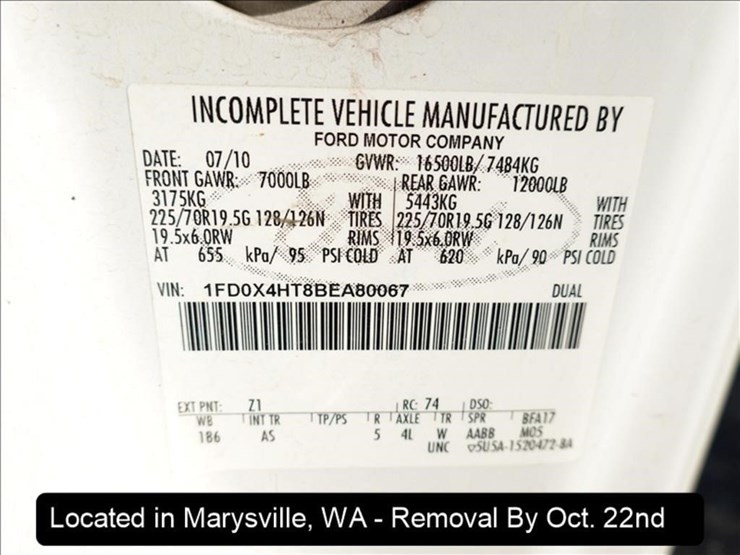 INCOMPLETE VEHICLE MANUFACTURED BY
FORD MOTOR COMPANY
DATE: 07/10 GVWR: 16500LB/ 7484KG
FRONT GAWR: 7000LB REAR GAWR: 12000LB
3175KG WITH 5443KG WITH
225/70R19.5G 128/126N TIRES 225/70R19.5G 128/126N TIRES
19.5x6.0RW RIMS 19.5x6.0RW RIMS
AT 655 kPa/ 95 PSI COLD AT 620 kPa/ 90 PSI COLD
VIN: 1FD0X4HT8BEA80067 DUAL
EXT PNT: Z1 RC: 74 DSO:
WB INT TR TP/PS R AXLE TR SPR BFA17
186 AS 5 4L W AABB M05
UNC 5U5A-1520472-BA
Located in Marysville, WA - Removal By Oct. 22nd